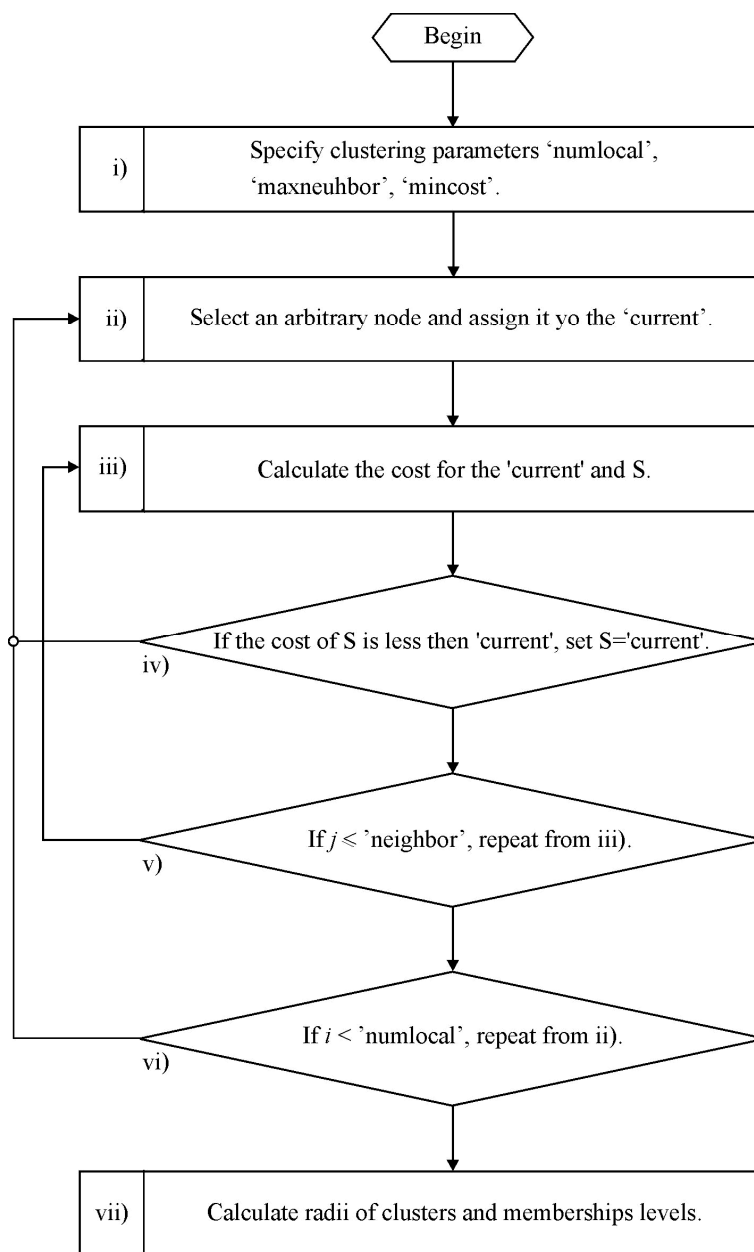 Begin
i)
Specify clustering parameters ‘numlocal’,
‘maxneuhbor’, ‘mincost’.
ii)
Select an arbitrary node and assign it yo the ‘current’.
iii)
Calculate the cost for the 'current' and S.
If the cost of S is less then 'current', set S='current'.
iv)
If j < ’neighbor’, repeat from iii).
v)
If i < ’numlocal’, repeat from ii).
vi)
vii)
Calculate radii of clusters and memberships levels.